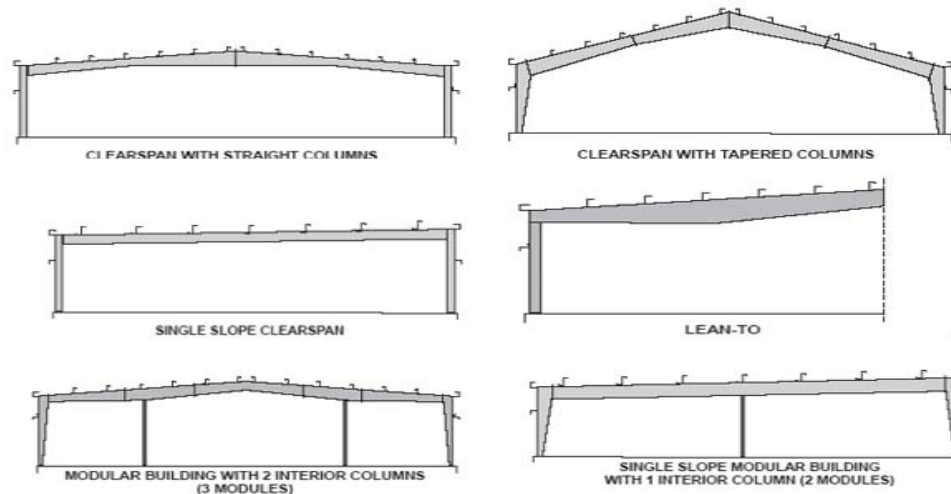 CLEARSPAN WITH STRAIGHT COLUMNS
CLEARSPAN WITH TAPERED COLUMNS
SINGLE SLOPE CLEARSPAN
LEAN-TO
MODULAR BUILDING WITH 2 INTERIOR COLUMNS
(3 MODULES)
SINGLE SLOPE MODULAR BUILDING
WITH 1 INTERIOR COLUMN (2 MODULES)